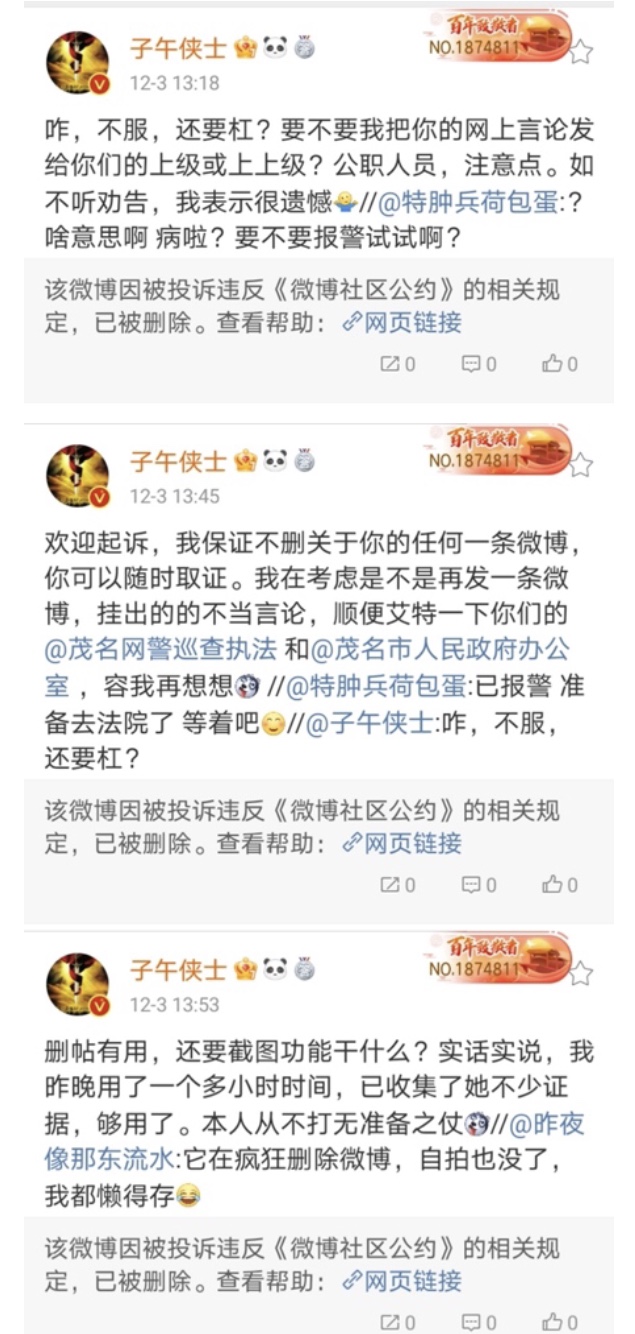 百年致敬者
子午侠士
NO.1874811
12-3 13:18
咋，不服，还要杠？要不要我把你的网上言论发
给你们的上级或上上级？公职人员，注意点。如
不听劝告，我表示很遗憾🤷//@特肿兵荷包蛋:？
啥意思啊 病啦？要不要报警试试啊？
该微博因被投诉违反《微博社区公约》的相关规
定，已被删除。查看帮助： 网页链接
0 0 0
百年致敬者
子午侠士
NO.1874811
12-3 13:45
欢迎起诉，我保证不删关于你的任何一条微博，
你可以随时取证。我在考虑是不是再发一条微
博，挂出的的不当言论，顺便艾特一下你们的
@茂名网警巡查执法 和@茂名市人民政府办公
室 ，容我再想想 //@特肿兵荷包蛋:已报警 准
备去法院了 等着吧😊//@子午侠士:咋，不服，
还要杠？
该微博因被投诉违反《微博社区公约》的相关规
定，已被删除。查看帮助： 网页链接
0 0 0
百年致敬者
子午侠士
NO.1874811
12-3 13:53
删帖有用，还要截图功能干什么？实话实说，我
昨晚用了一个多小时时间，已收集了她不少证
据，够用了。本人从不打无准备之仗//@昨夜
像那东流水:它在疯狂删除微博，自拍也没了，
我都懒得存😂
该微博因被投诉违反《微博社区公约》的相关规
定，已被删除。查看帮助： 网页链接
0 0 0